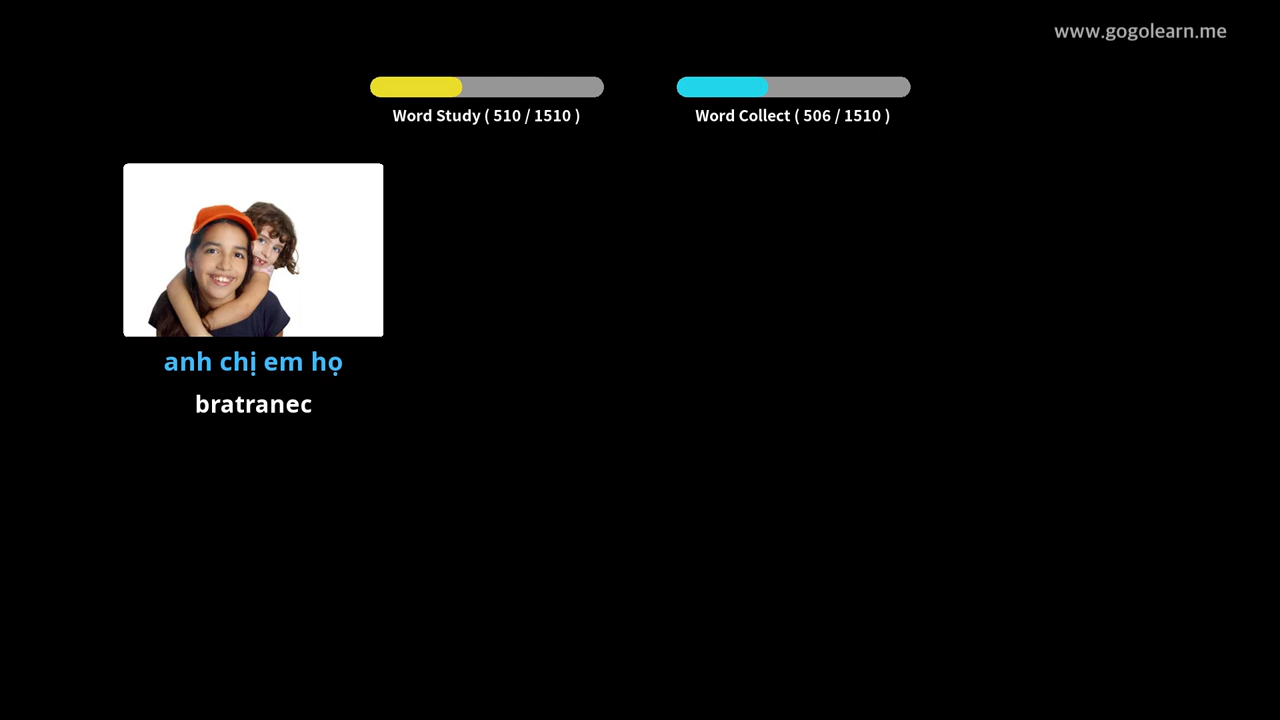 www.gogolearn.me
Word Study ( 510 / 1510 )
Word Collect ( 506 / 1510 )
anh chị em họ
bratranec